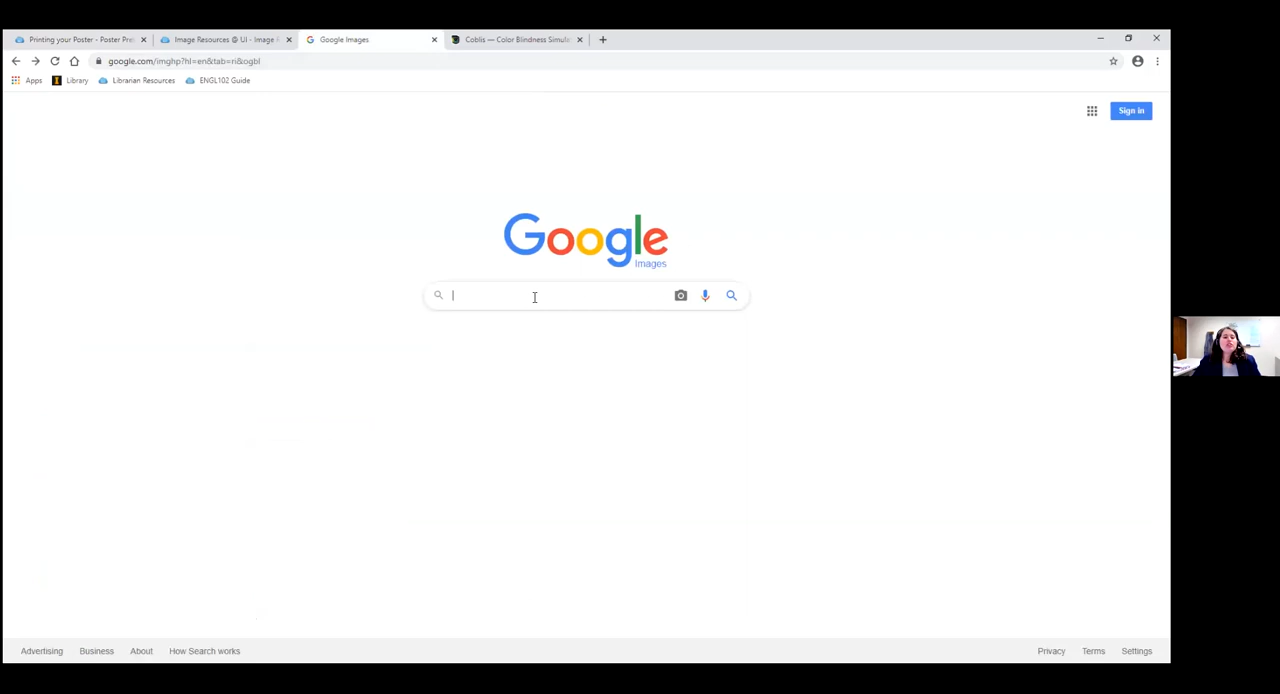 Printing your Poster - Poster Pre
Image Resources @ UI - Image
Google Images
Coblis — Color Blindness Simul
google.com/imghp?hl=en&tab=ri&ogbl
Apps
Library
Librarian Resources
ENGL102 Guide
Sign in
Google
Images
Advertising
Business
About
How Search works
Privacy
Terms
Settings